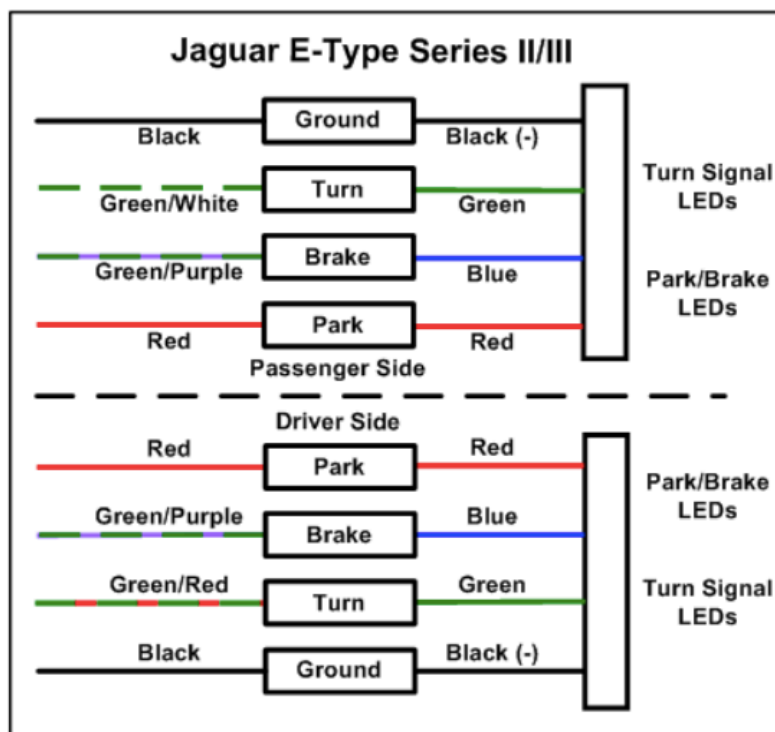 Jaguar E-Type Series II/III
Black Ground Black (-)
Green/White Turn Green
Turn Signal
LEDs
Green/Purple Brake Blue
Park/Brake
LEDs
Red Park Red
Passenger Side
Driver Side
Red Park Red
Park/Brake
LEDs
Green/Purple Brake Blue
Green/Red Turn Green
Turn Signal
LEDs
Black Ground Black (-)